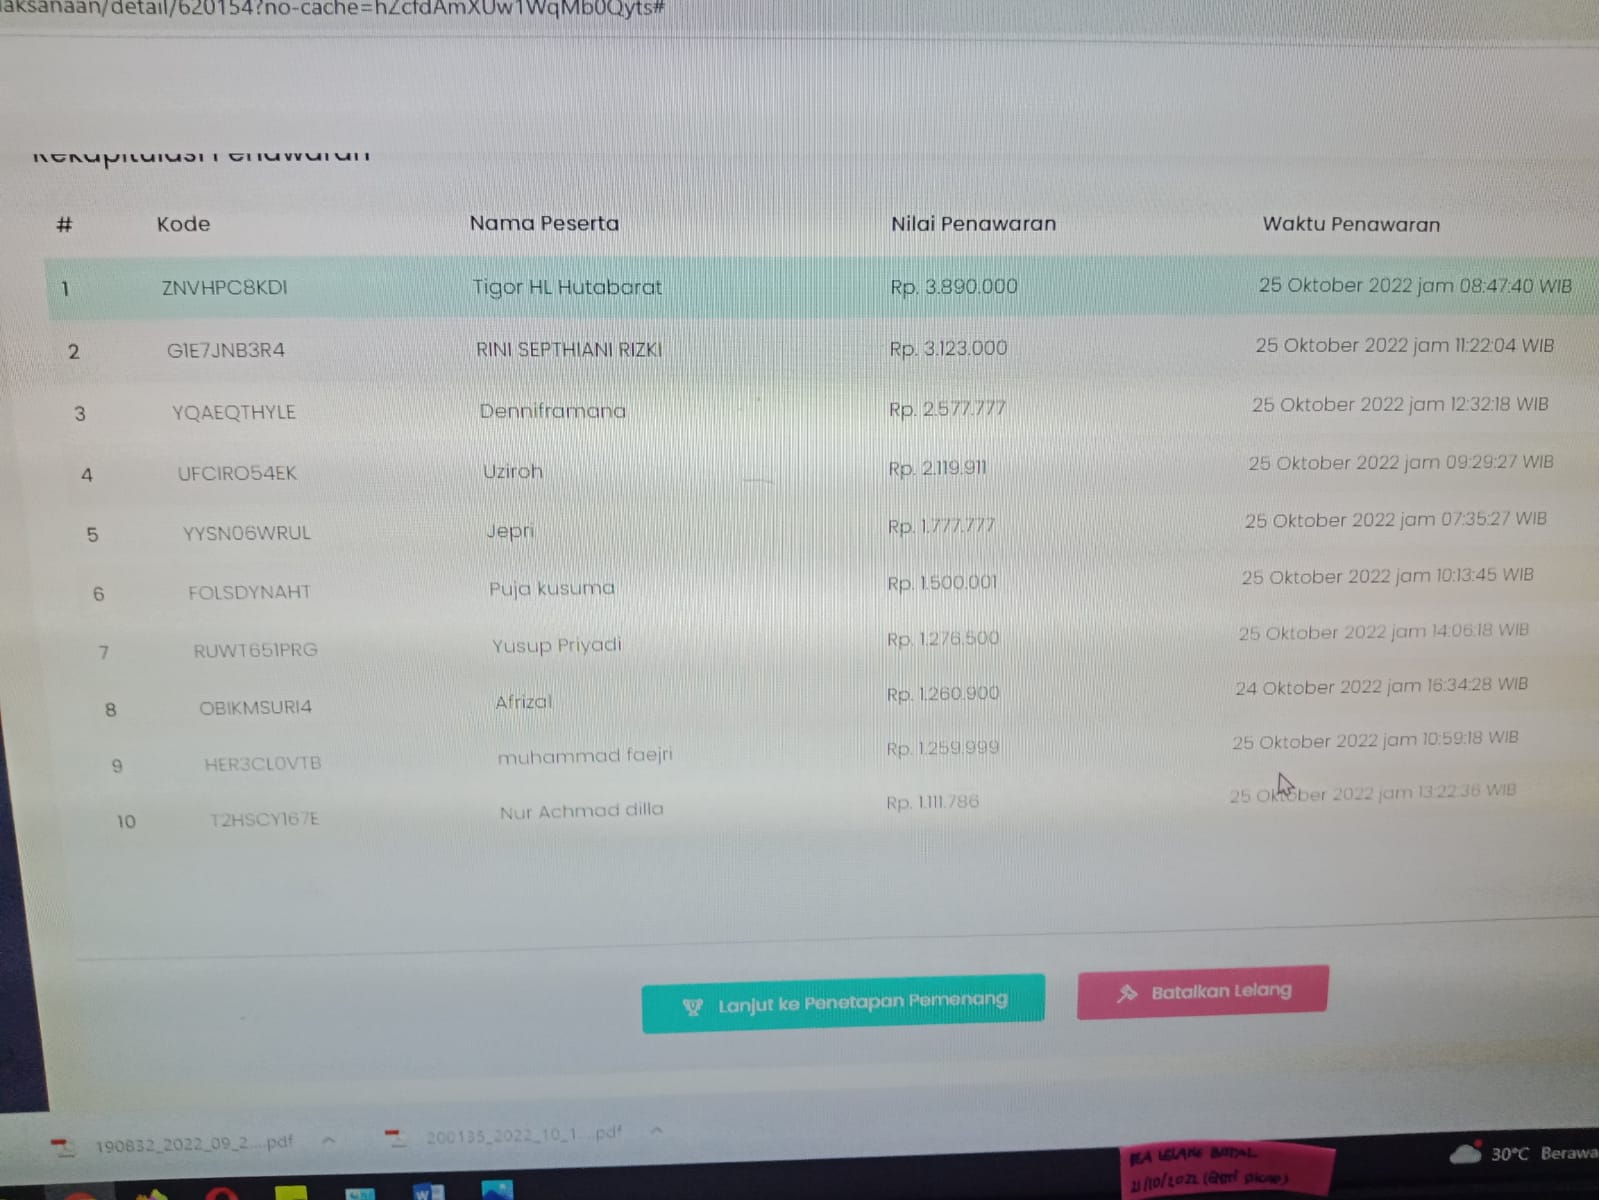 aksanaan/detail/620154?no-cache=hZcfdAmXUw1WqMb0Qyts#
Rekapitulasi Penawaran
# Kode Nama Peserta Nilai Penawaran Waktu Penawaran
1 ZNVHPC8KDI Tigor HL Hutabarat Rp. 3.890.000 25 Oktober 2022 jam 08:47:40 WIB
2 G1E7JNB3R4 RINI SEPTHIANI RIZKI Rp. 3.123.000 25 Oktober 2022 jam 11:22:04 WIB
3 YQAEQTHYLE Denniframana Rp. 2.577.777 25 Oktober 2022 jam 12:32:18 WIB
4 UFCIRO54EK Uziroh Rp. 2.119.911 25 Oktober 2022 jam 09:29:27 WIB
5 YYSN06WRUL Jepri Rp. 1.777.777 25 Oktober 2022 jam 07:35:27 WIB
6 FOLSDYNAHT Puja kusuma Rp. 1.500.001 25 Oktober 2022 jam 10:13:45 WIB
7 RUWT651PRG Yusup Priyadi Rp. 1.276.500 25 Oktober 2022 jam 14:06:18 WIB
8 OBIKMSURI4 Afrizal Rp. 1.260.900 24 Oktober 2022 jam 16:34:28 WIB
9 HER3CL0VTB muhammad faejri Rp. 1.259.999 25 Oktober 2022 jam 10:59:18 WIB
10 T2HSCY167E Nur Achmad dilla Rp. 1.111.786 25 Oktober 2022 jam 13:22:36 WIB
Lanjut ke Penetapan Pemenang Batalkan Lelang
190832_2022_09_2....pdf 200135_2022_10_1....pdf
LELANG BATAL
30°C Berawa
21/10/2022